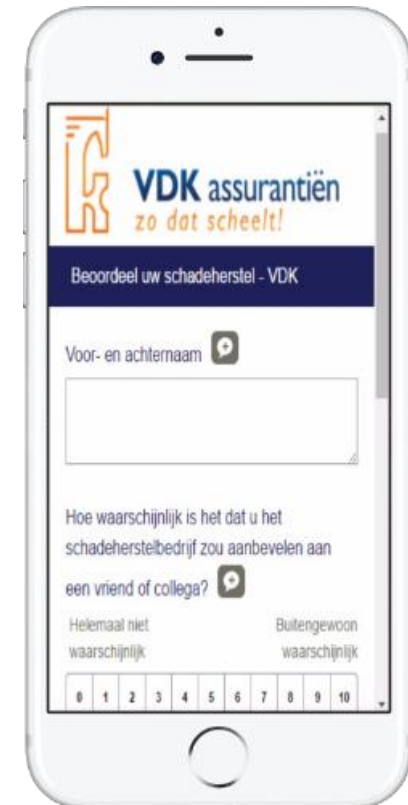 VDK assurantiën
zo dat scheelt!
Beoordeel uw schadeherstel - VDK
Voor- en achternaam
Hoe waarschijnlijk is het dat u het
schadeherstelbedrijf zou aanbevelen aan
een vriend of collega?
Helemaal niet Buitengewoon
waarschijnlijk waarschijnlijk
0 1 2 3 4 5 6 7 8 9 10